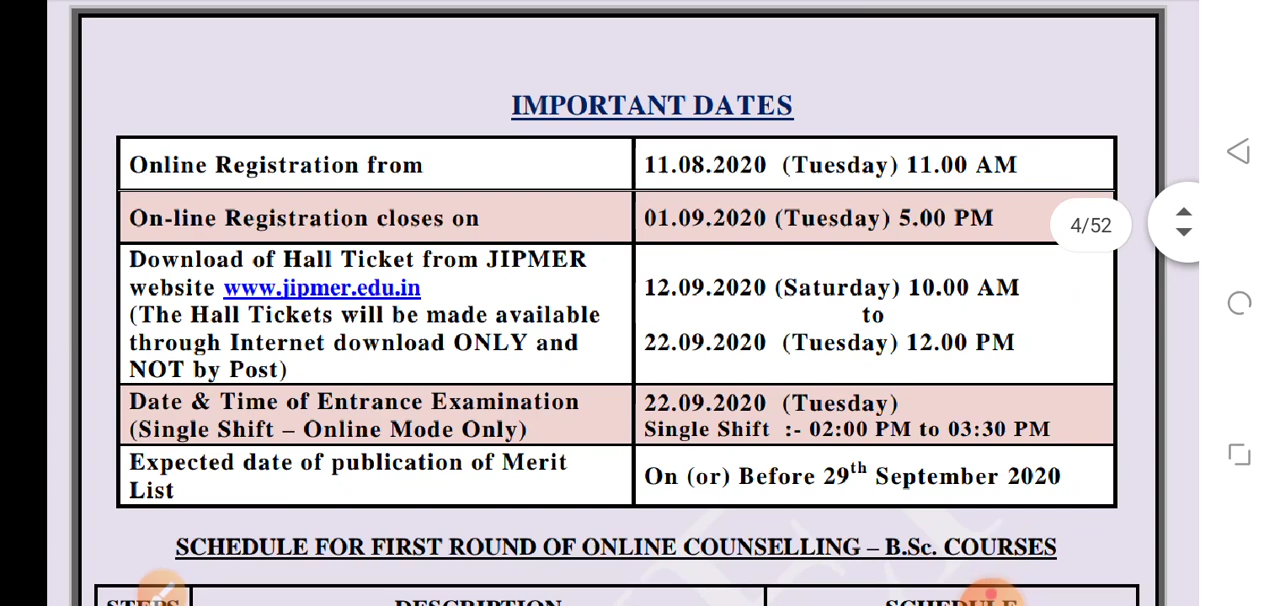 IMPORTANT DATES
Online Registration from
11.08.2020 (Tuesday) 11.00 AM
On-line Registration closes on
01.09.2020 (Tuesday) 5.00 PM
4/52
Download of Hall Ticket from JIPMER
website www.jipmer.edu.in
(The Hall Tickets will be made available
through Internet download ONLY and
NOT by Post)
12.09.2020 (Saturday) 10.00 AM
to
22.09.2020 (Tuesday) 12.00 PM
Date & Time of Entrance Examination
(Single Shift – Online Mode Only)
22.09.2020 (Tuesday)
Single Shift :- 02:00 PM to 03:30 PM
Expected date of publication of Merit
List
On (or) Before 29th September 2020
SCHEDULE FOR FIRST ROUND OF ONLINE COUNSELLING – B.Sc. COURSES
STEPS DESCRIPTION SCHEDULE